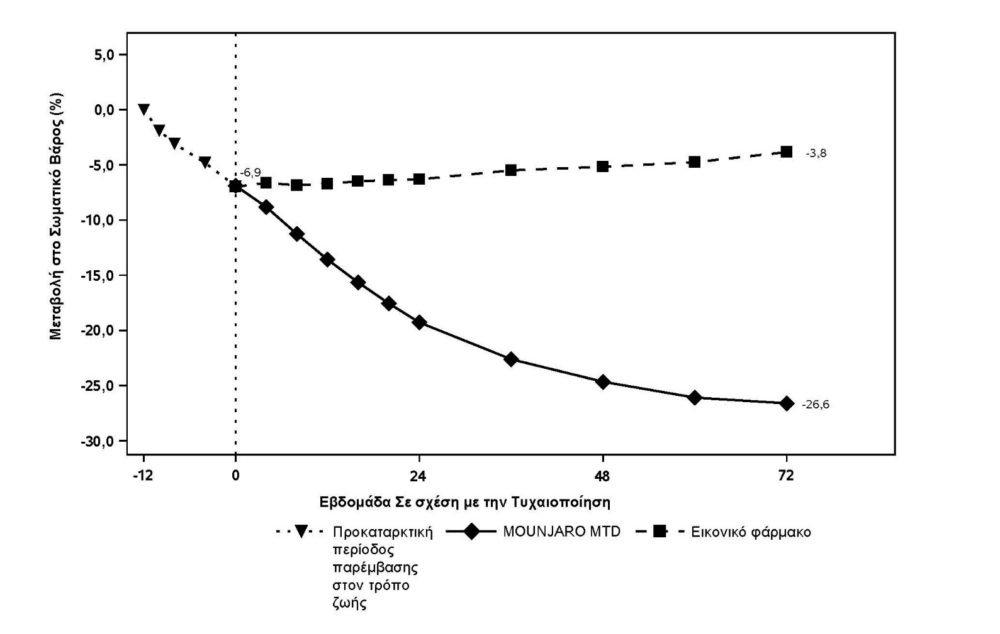 Μεταβολή στο Σωματικό Βάρος (%)
5,0
0,0
-5,0
-10,0
-15,0
-20,0
-25,0
-30,0
-6,9
-3,8
-26,6
-12 0 24 48 72
Εβδομάδα Σε σχέση με την Τυχαιοποίηση
Προκαταρκτική MOUNJARO MTD Εικονικό φάρμακο
περίοδος
παρέμβασης
στον τρόπο
ζωής